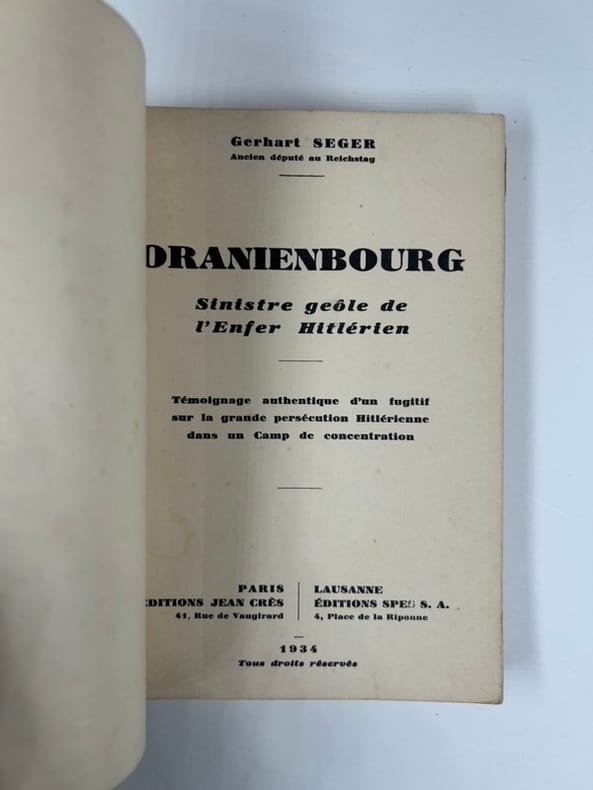 Gerhart SEGER
Ancien député au Reichstag
ORANIENBOURG
Sinistre geôle de
l'Enfer Hitlérien
Témoignage authentique d'un fugitif
sur la grande persécution Hitlérienne
dans un Camp de concentration
PARIS
ÉDITIONS JEAN CRÈS
41, Rue de Vaugirard
LAUSANNE
ÉDITIONS SPES S. A.
4, Place de la Riponne
1934
Tous droits réservés